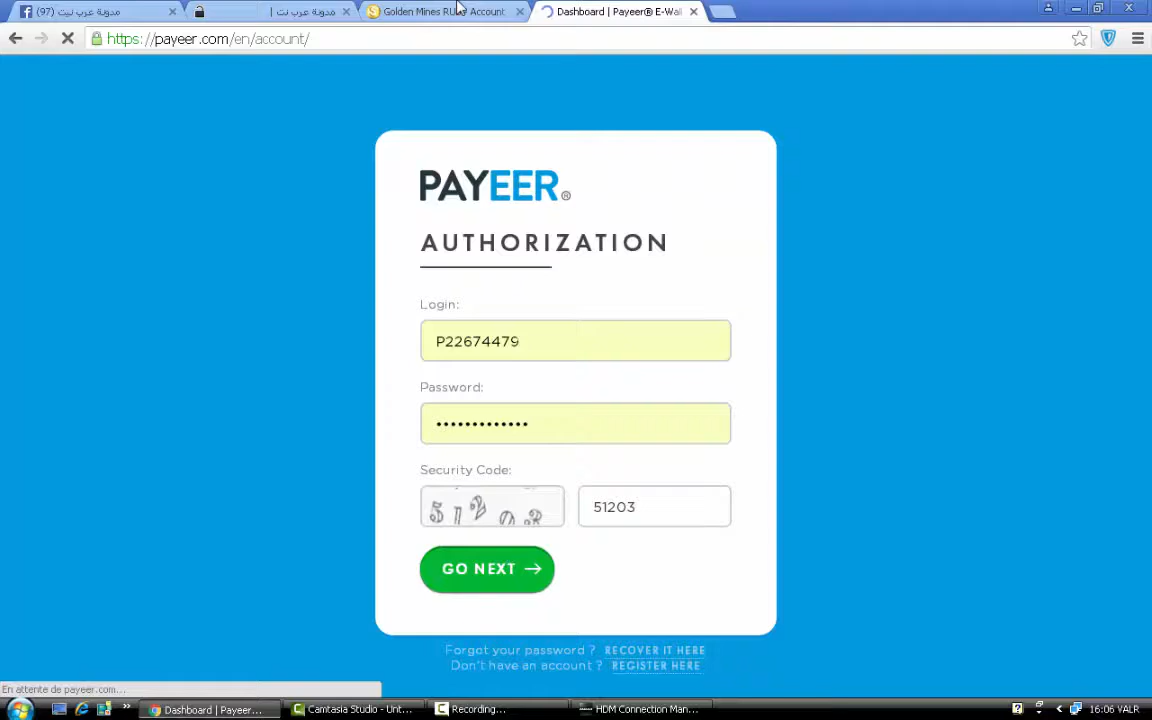 مدونة عرب نيت (97)
مدونة عرب نت |
Golden Mines RU Account
Dashboard | Payeer® E-Wal
https://payeer.com/en/account/
PAYEER®
AUTHORIZATION
Login:
P22674479
Password:
•••••••••••••
Security Code:
51203
51203
GO NEXT →
Forgot your password ? RECOVER IT HERE
Don't have an account ? REGISTER HERE
En attente de payeer.com...
Dashboard | Payeer...
Camtasia Studio - Unt...
Recording...
HDM Connection Man...
16:06 VALR